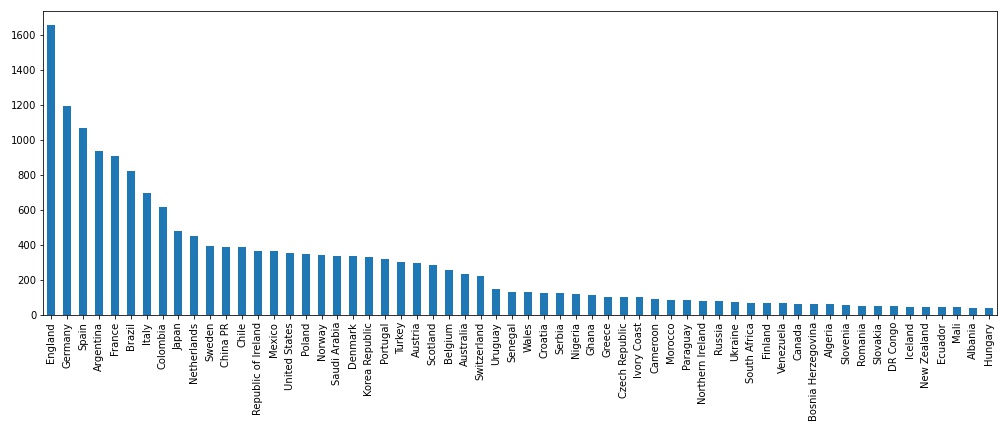 1600
1400
1200
1000
800
600
400
200
0
England
Germany
Spain
Argentina
France
Brazil
Italy
Colombia
Japan
Netherlands
Sweden
China PR
Chile
Republic of Ireland
Mexico
United States
Poland
Norway
Saudi Arabia
Denmark
Korea Republic
Portugal
Turkey
Austria
Scotland
Belgium
Australia
Switzerland
Uruguay
Senegal
Wales
Croatia
Serbia
Nigeria
Ghana
Greece
Czech Republic
Ivory Coast
Cameroon
Morocco
Paraguay
Northern Ireland
Russia
Ukraine
South Africa
Finland
Venezuela
Canada
Bosnia Herzegovina
Algeria
Slovenia
Romania
Slovakia
DR Congo
Iceland
New Zealand
Ecuador
Mali
Albania
Hungary